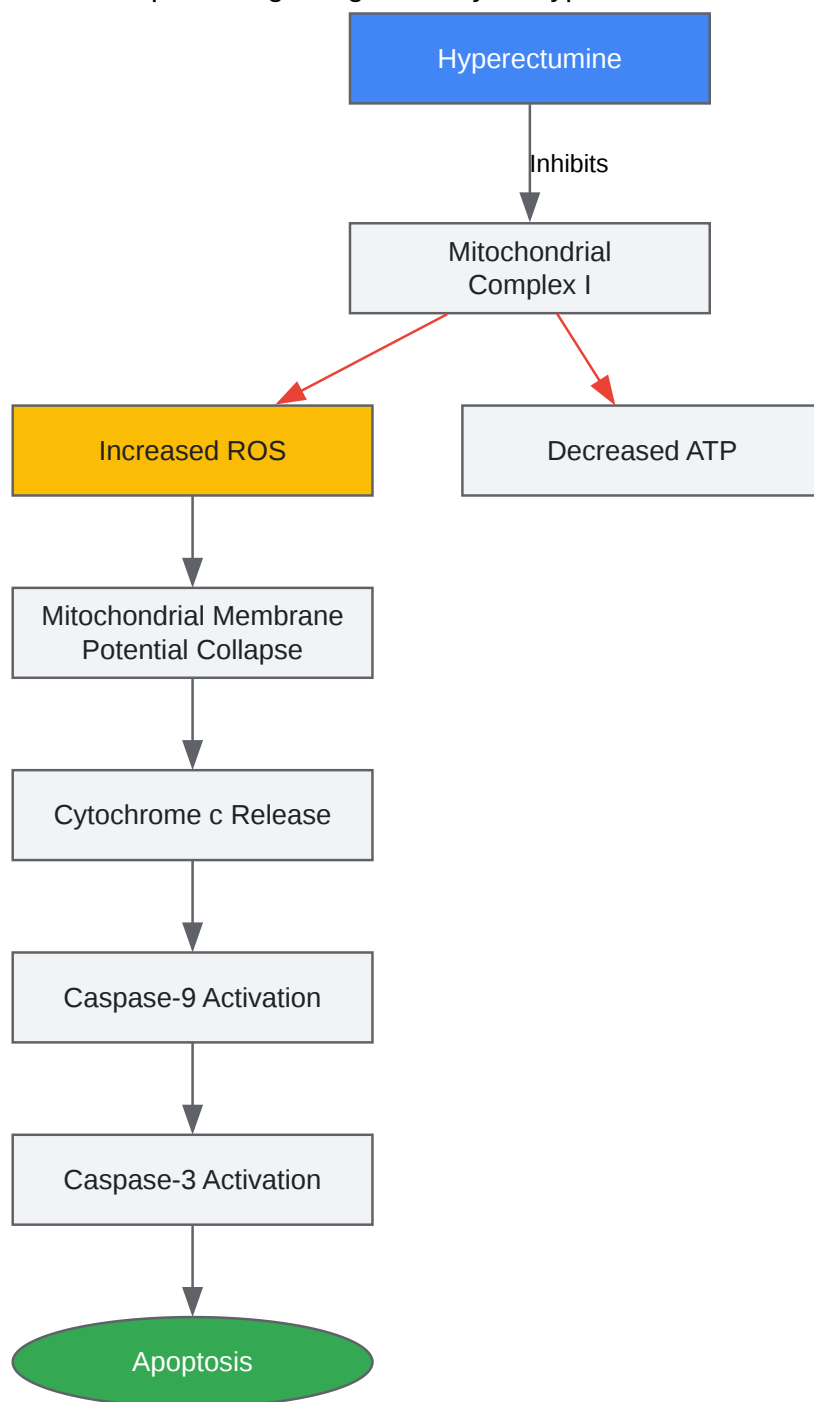 Hyperectumine
Inhibits
Mitochondrial
Complex I
Increased ROS
Decreased ATP
Mitochondrial Membrane
Potential Collapse
Cytochrome c Release
Caspase-9 Activation
Caspase-3 Activation
Apoptosis